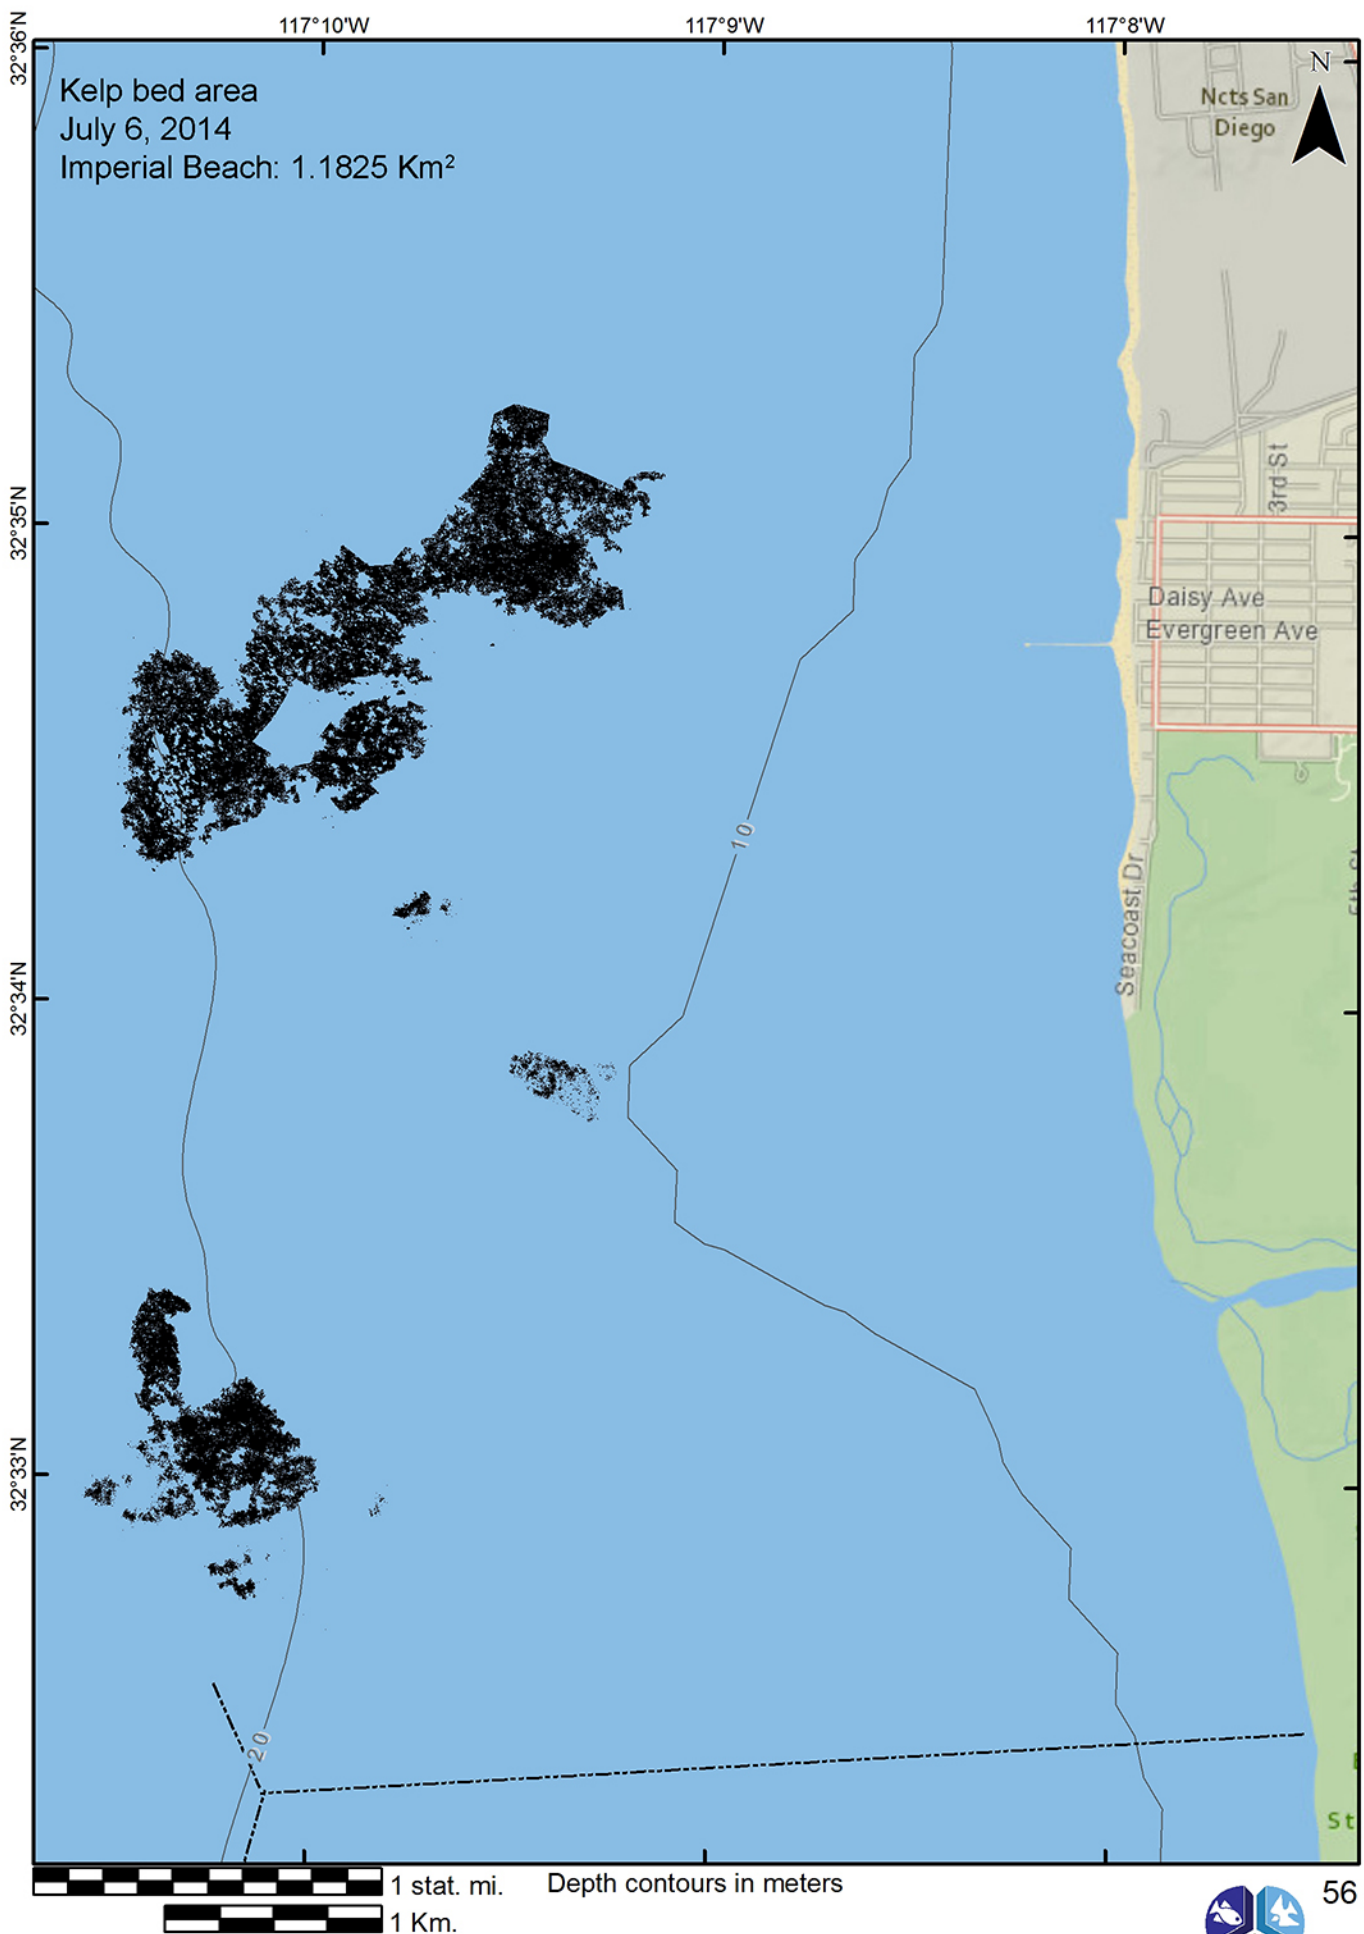 117°10'W 117°9'W 117°8'W
32°36'N
Kelp bed area
July 6, 2014
Imperial Beach: 1.1825 Km²
N
Ncts San
Diego
32°35'N
3rd St
Daisy Ave
Evergreen Ave
10
Seacoast Dr
32°34'N
32°33'N
20
St
1 stat. mi.
Depth contours in meters
1 Km.
56